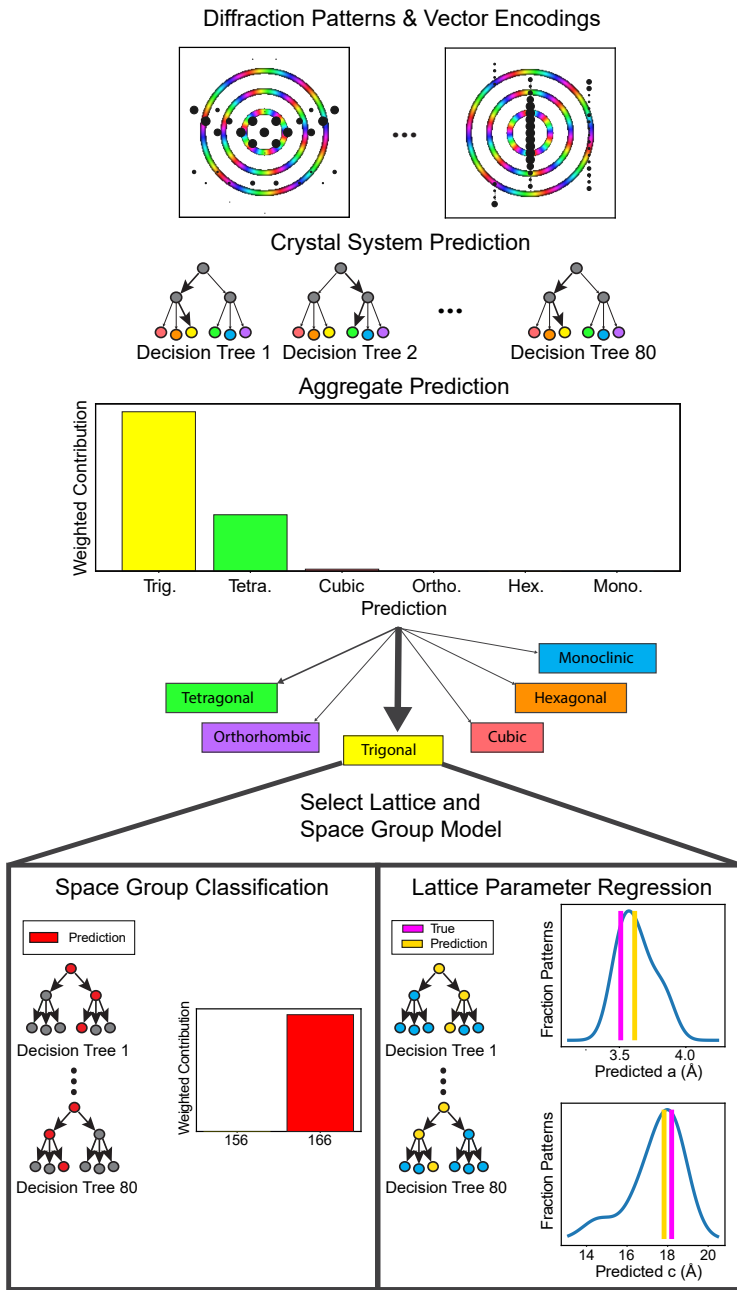 Diffraction Patterns & Vector Encodings
...
Crystal System Prediction
...
Decision Tree 1
Decision Tree 2
Decision Tree 80
Aggregate Prediction
Weighted Contribution
Trig.
Tetra.
Cubic
Ortho.
Hex.
Mono.
Prediction
Monoclinic
Tetragonal
Hexagonal
Orthorhombic
Cubic
Trigonal
Select Lattice and
Space Group Model
Space Group Classification
Prediction
Decision Tree 1
Decision Tree 80
Weighted Contribution
156
166
Lattice Parameter Regression
True
Prediction
Decision Tree 1
Decision Tree 80
Fraction Patterns
3.5
4.0
Predicted a (Å)
Fraction Patterns
14
16
18
20
Predicted c (Å)